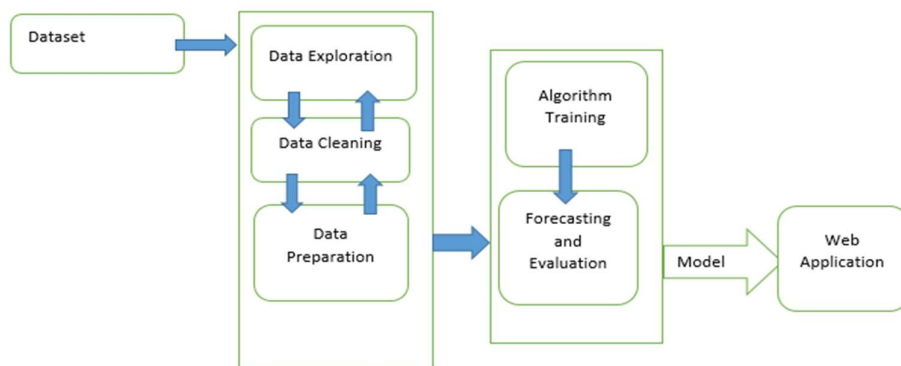 Dataset
Data Exploration
Data Cleaning
Data
Preparation
Algorithm
Training
Forecasting
and
Evaluation
Model
Web
Application